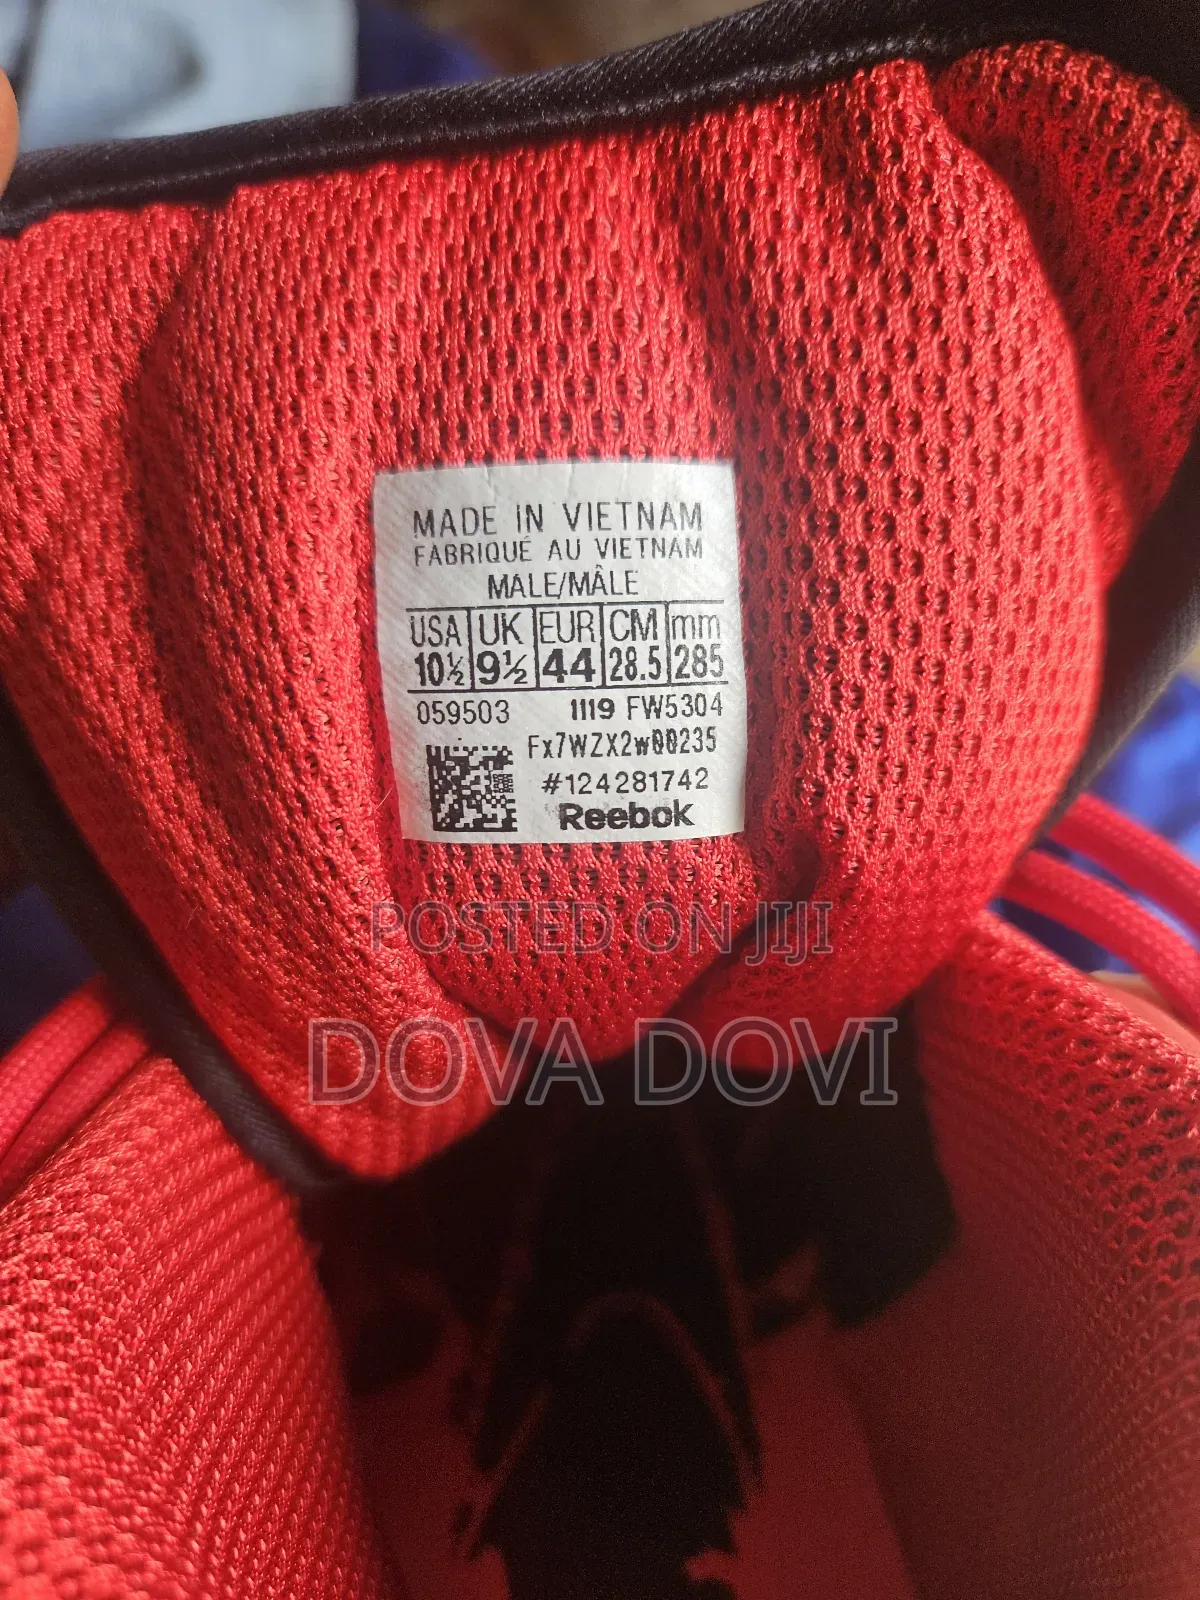 MADE IN VIETNAM
FABRIQUÉ AU VIETNAM
MALE/MÂLE
USA UK EUR CM mm
10½ 9½ 44 28.5 285
059503 1119 FW5304
Fx7WZX2w00235
#124281742
Reebok
POSTED ON JIJI
DOVA DOVI